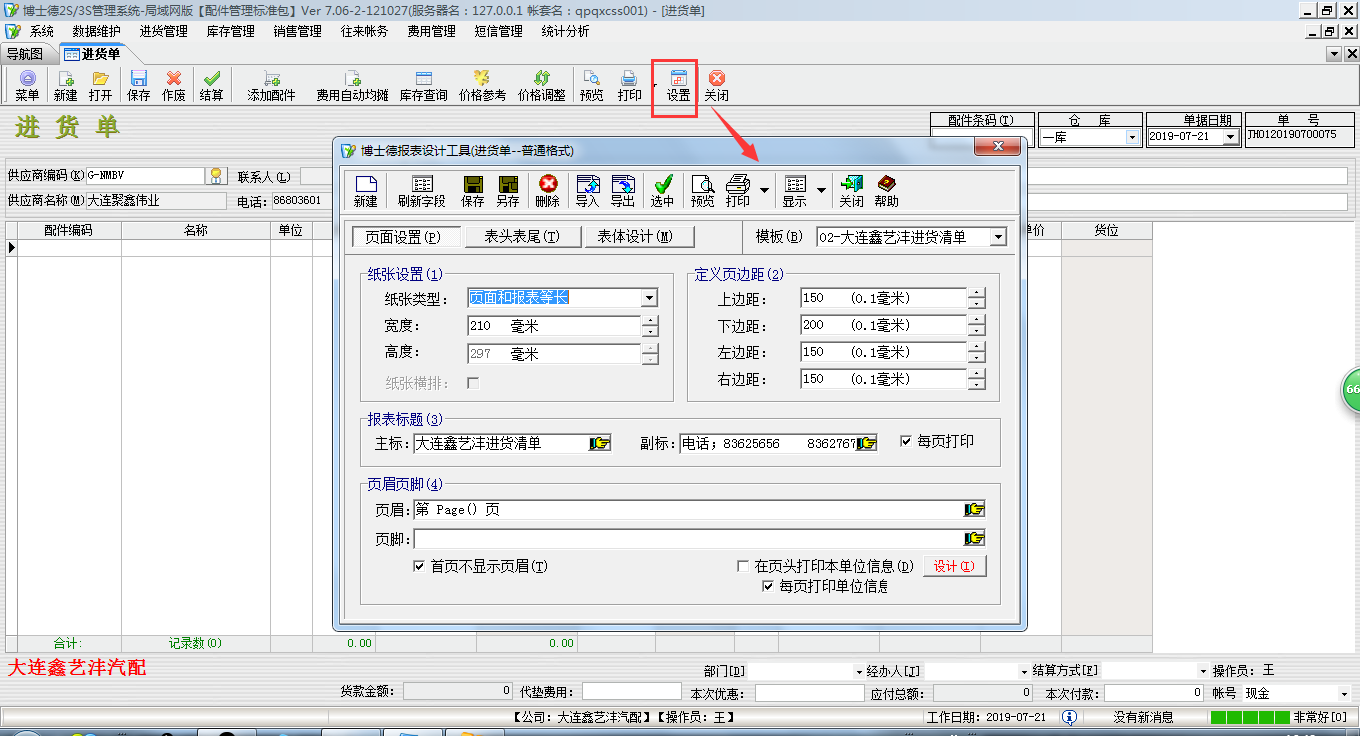 博士德2S/3S管理系统-局域网版【配件管理标准包】Ver 7.06-2-121027(服务器名：127.0.0.1 帐套名：qpqxcss001) - [进货单]
系统 数据维护 进货管理 库存管理 销售管理 往来帐务 费用管理 短信管理 统计分析
导航图 进货单
菜单 新建 打开 保存 作废 结算 添加配件 费用自动均摊 库存查询 价格参考 价格调整 预览 打印 设置 关闭
进货单
配件条码(I) 仓 库 单据日期 单 号
一库 2019-07-21 JH0120190700075
供应商编码(K) G-NMBV 联系人(L)
供应商名称(M) 大连聚鑫伟业 电话: 86803601
配件编码 名称 单位 单价 货位
博士德报表设计工具(进货单--普通格式)
新建 刷新字段 保存 另存 删除 导入 导出 选中 预览 打印 显示 关闭 帮助
页面设置(P) 表头表尾(T) 表体设计(M) 模板(B) 02-大连鑫艺沣进货清单
纸张设置(1)
纸张类型: 页面和报表等长
宽度: 210 毫米
高度: 297 毫米
纸张横排:
定义页边距(2)
上边距: 150 (0.1毫米)
下边距: 200 (0.1毫米)
左边距: 150 (0.1毫米)
右边距: 150 (0.1毫米)
报表标题(3)
主标: 大连鑫艺沣进货清单 副标: 电话；83625656 8362767 每页打印
页眉页脚(4)
页眉: 第 Page() 页
页脚:
首页不显示页眉(T) 在页头打印本单位信息(D) 设计(I)
每页打印单位信息
66
合计: 记录数(0) 0.00 0.00
大连鑫艺沣汽配
部门[D] 经办人[J] 结算方式[F] 操作员: 王
货款金额: 0 代垫费用: 本次优惠: 应付总额: 0 本次付款: 0 帐号 现金
【公司：大连鑫艺沣汽配】【操作员：王】 工作日期：2019-07-21 没有新消息 非常好[0]